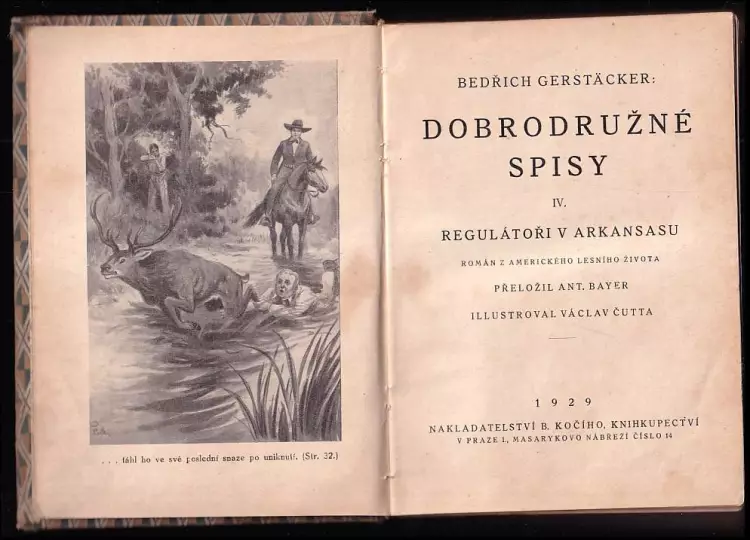 . . . táhl ho ve své poslední snaze po uniknutí. (Str. 32.)
BEDŘICH GERSTÄCKER:
DOBRODRUŽNÉ
SPISY
IV.
REGULÁTOŘI V ARKANSASU
ROMÁN Z AMERICKÉHO LESNÍHO ŽIVOTA
PŘELOŽIL ANT. BAYER
ILLUSTROVAL VÁCLAV ČUTTA
1929
NAKLADATELSTVÍ B. KOČÍHO, KNIHKUPECTVÍ
V PRAZE I, MASARYKOVO NÁBŘEŽÍ ČÍSLO 14